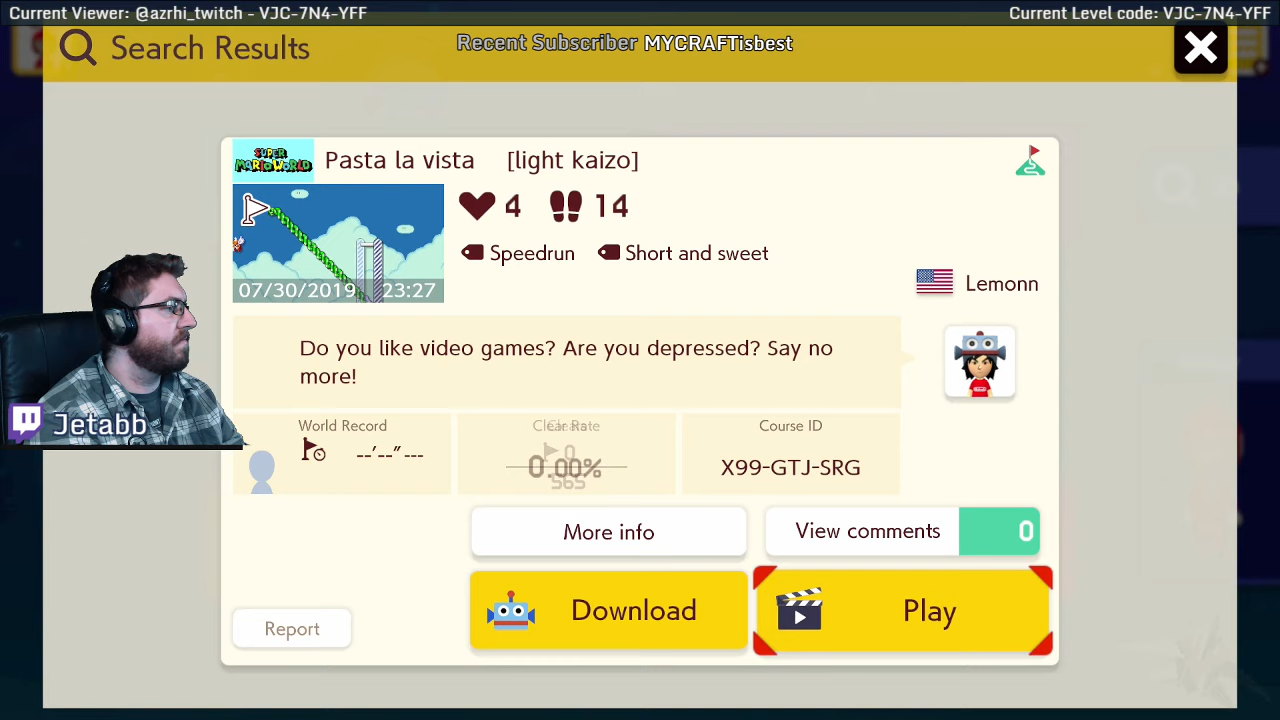 Current Viewer: @azrhi_twitch - VJC-7N4-YFF
Current Level code: VJC-7N4-YFF
Search Results
Recent Subscriber MYCRAFTisbest
SUPER
MARIOWORLD
Pasta la vista [light kaizo]
4 14
Speedrun Short and sweet
07/30/2019 23:27
Lemonn
Do you like video games? Are you depressed? Say no
more!
Jetabb
World Record
--'--"---
Clear Rate
0
0.00%
565
Course ID
X99-GTJ-SRG
More info
View comments 0
Download
Play
Report